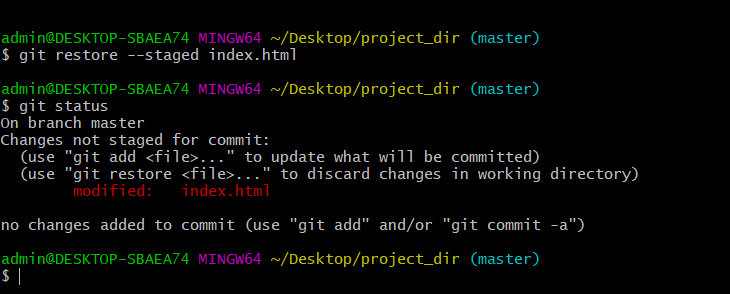 admin@DESKTOP-SBAEA74 MINGW64 ~/Desktop/project_dir (master)
$ git restore --staged index.html
admin@DESKTOP-SBAEA74 MINGW64 ~/Desktop/project_dir (master)
$ git status
On branch master
Changes not staged for commit:
  (use "git add <file>..." to update what will be committed)
  (use "git restore <file>..." to discard changes in working directory)
        modified:   index.html
no changes added to commit (use "git add" and/or "git commit -a")
admin@DESKTOP-SBAEA74 MINGW64 ~/Desktop/project_dir (master)
$